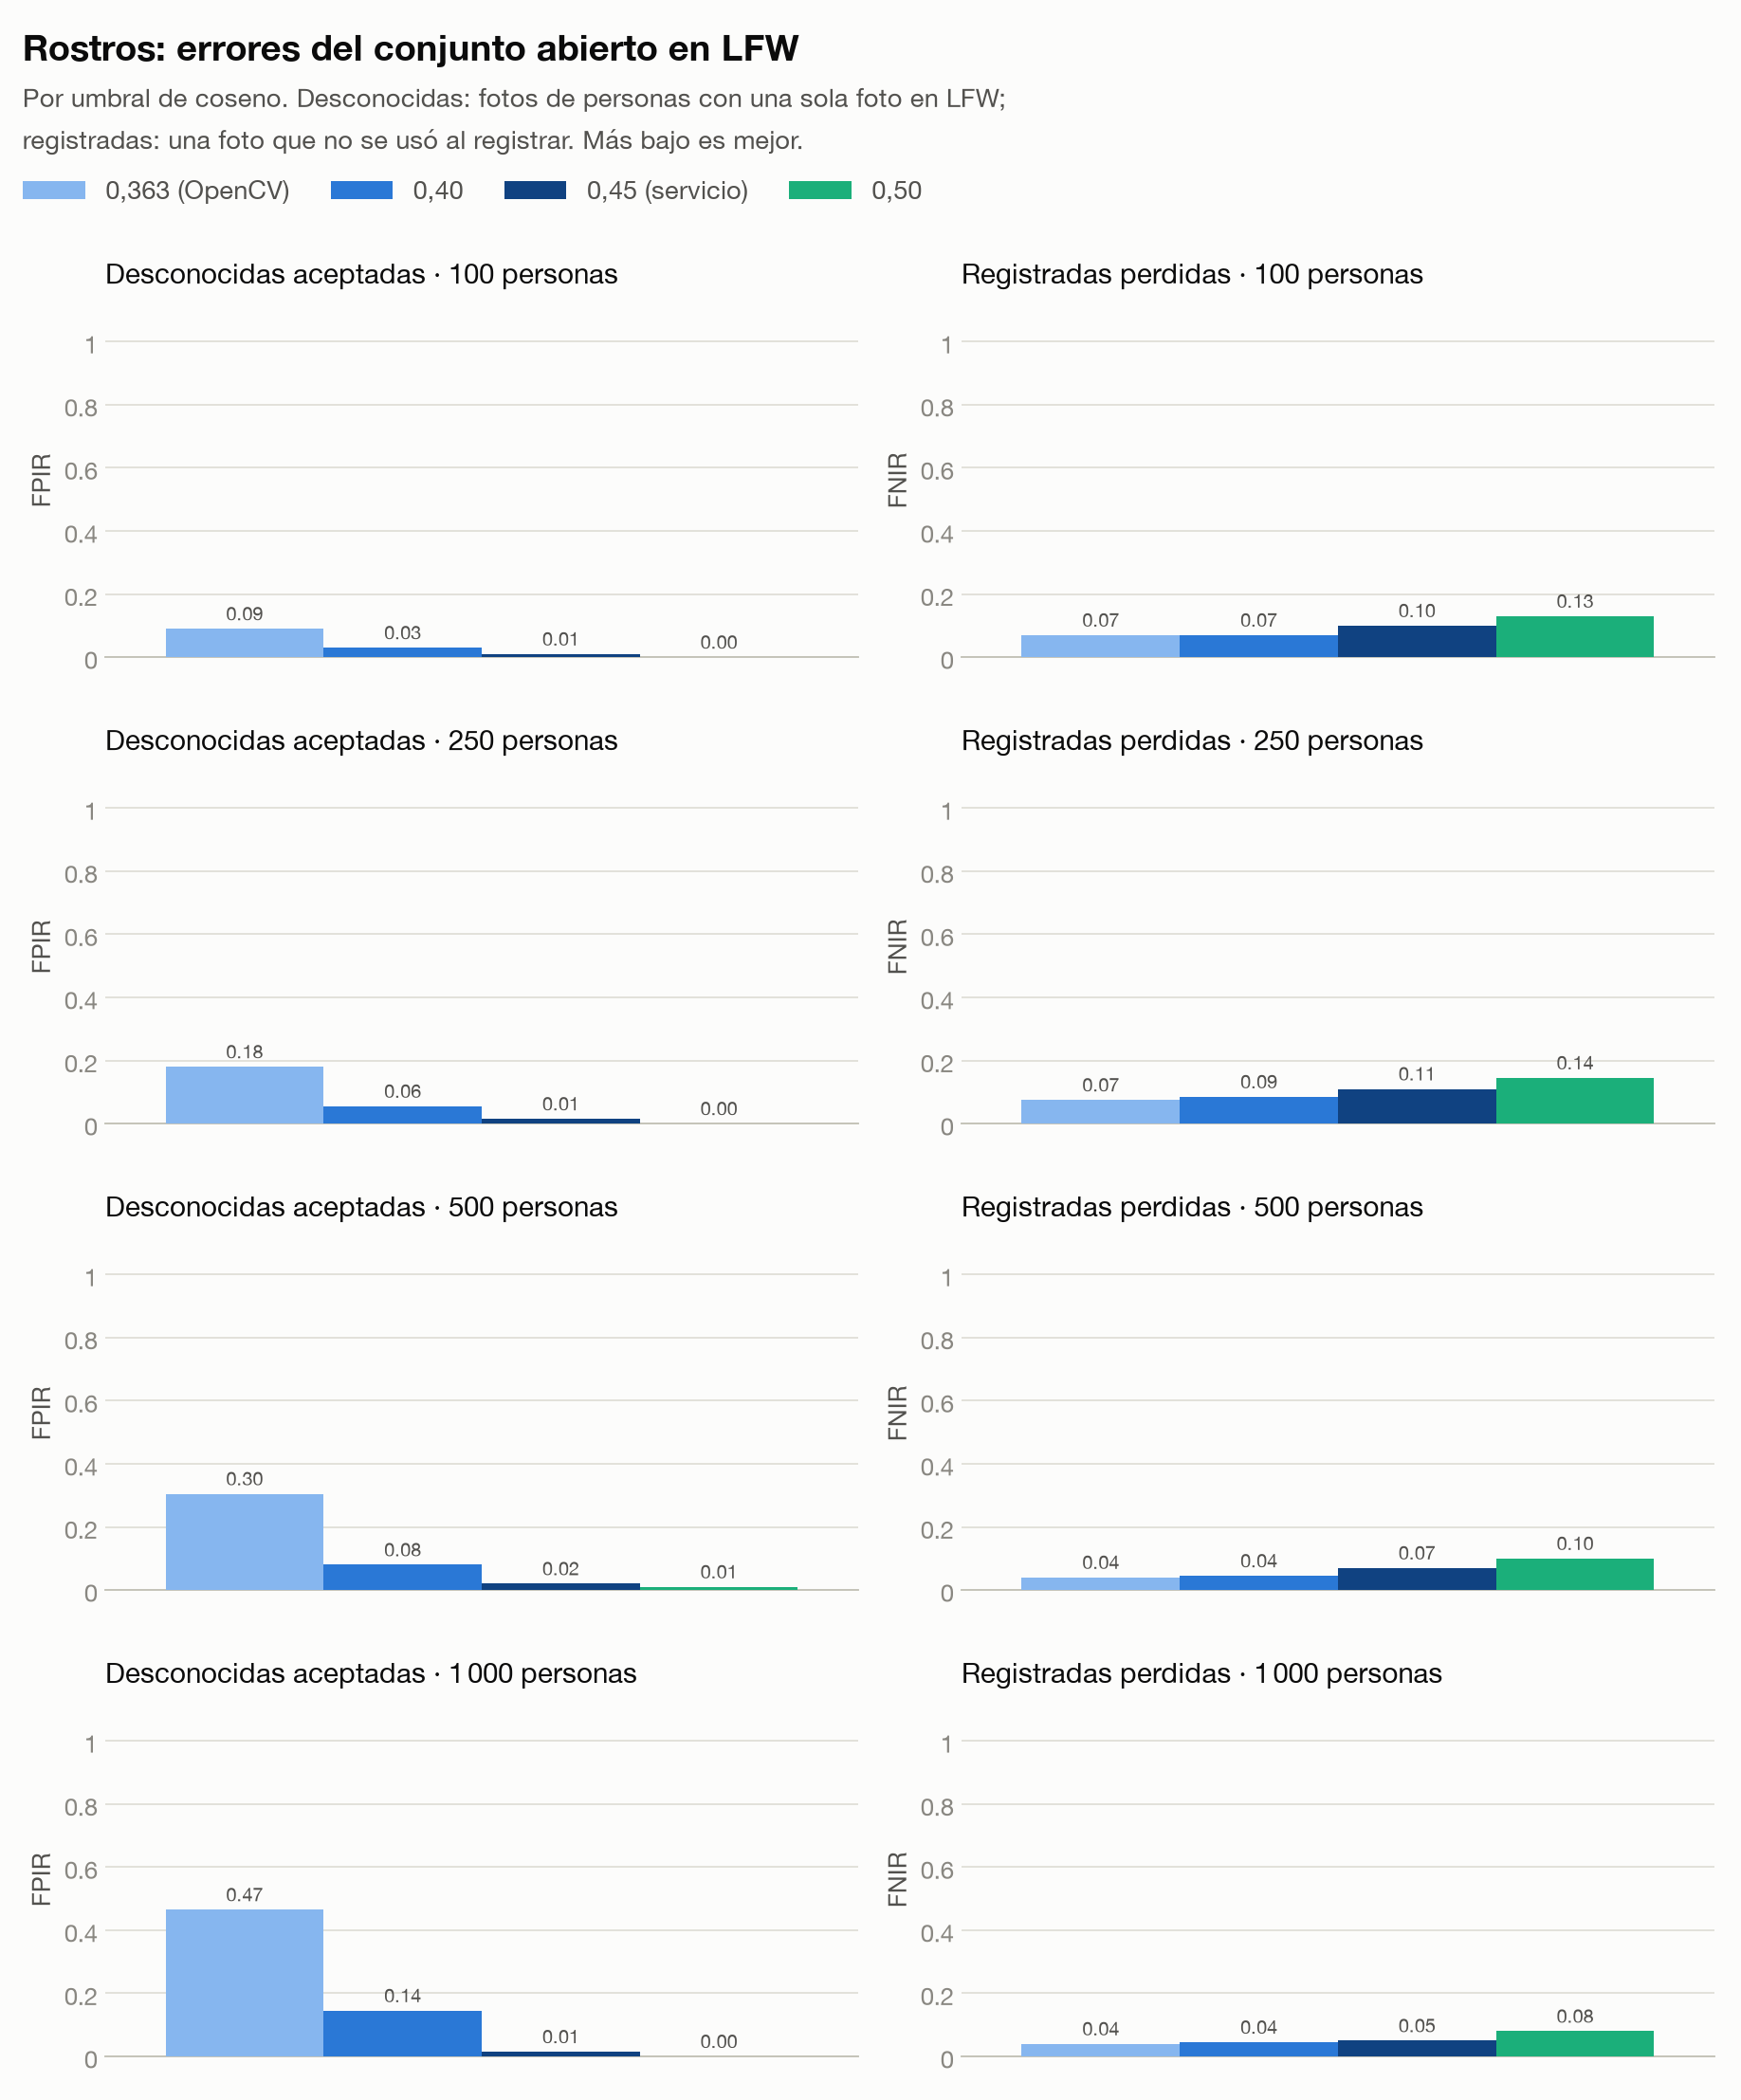 Rostros: errores del conjunto abierto en LFW
Por umbral de coseno. Desconocidas: fotos de personas con una sola foto en LFW;
registradas: una foto que no se usó al registrar. Más bajo es mejor.
0,363 (OpenCV) 0,40 0,45 (servicio) 0,50
Desconocidas aceptadas · 100 personas
FPIR
1
0.8
0.6
0.4
0.2
0
0.09 0.03 0.01 0.00
Registradas perdidas · 100 personas
FNIR
1
0.8
0.6
0.4
0.2
0
0.07 0.07 0.10 0.13
Desconocidas aceptadas · 250 personas
FPIR
1
0.8
0.6
0.4
0.2
0
0.18 0.06 0.01 0.00
Registradas perdidas · 250 personas
FNIR
1
0.8
0.6
0.4
0.2
0
0.07 0.09 0.11 0.14
Desconocidas aceptadas · 500 personas
FPIR
1
0.8
0.6
0.4
0.2
0
0.30 0.08 0.02 0.01
Registradas perdidas · 500 personas
FNIR
1
0.8
0.6
0.4
0.2
0
0.04 0.04 0.07 0.10
Desconocidas aceptadas · 1 000 personas
FPIR
1
0.8
0.6
0.4
0.2
0
0.47 0.14 0.01 0.00
Registradas perdidas · 1 000 personas
FNIR
1
0.8
0.6
0.4
0.2
0
0.04 0.04 0.05 0.08